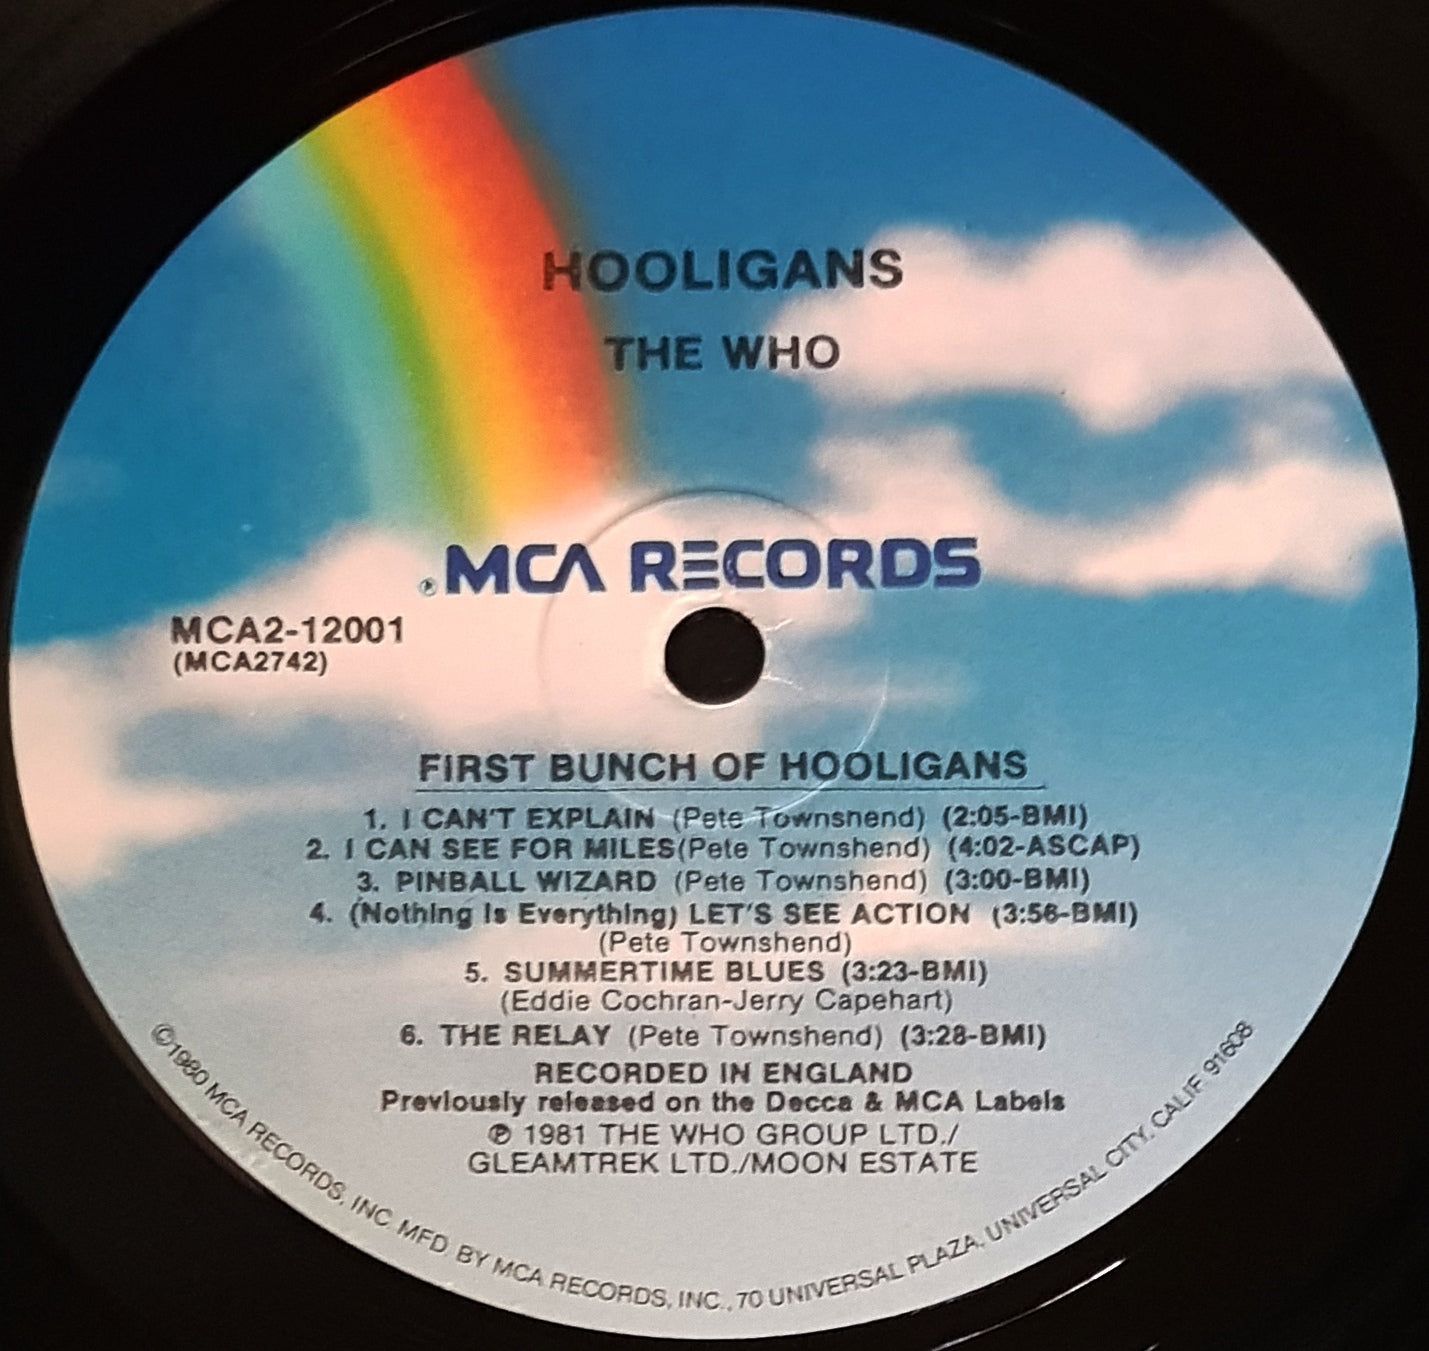 HOOLIGANS
THE WHO
® MCA RECORDS
MCA2-12001
(MCA2742)
FIRST BUNCH OF HOOLIGANS
1. I CAN'T EXPLAIN (Pete Townshend) (2:05-BMI)
2. I CAN SEE FOR MILES(Pete Townshend) (4:02-ASCAP)
3. PINBALL WIZARD (Pete Townshend) (3:00-BMI)
4. (Nothing Is Everything) LET'S SEE ACTION (3:56-BMI)
(Pete Townshend)
5. SUMMERTIME BLUES (3:23-BMI)
(Eddie Cochran-Jerry Capehart)
6. THE RELAY (Pete Townshend) (3:28-BMI)
RECORDED IN ENGLAND
Previously released on the Decca & MCA Labels
℗ 1981 THE WHO GROUP LTD./
GLEAMTREK LTD./MOON ESTATE
©1980 MCA RECORDS, INC. MFD. BY MCA RECORDS, INC., 70 UNIVERSAL PLAZA, UNIVERSAL CITY, CALIF. 91608